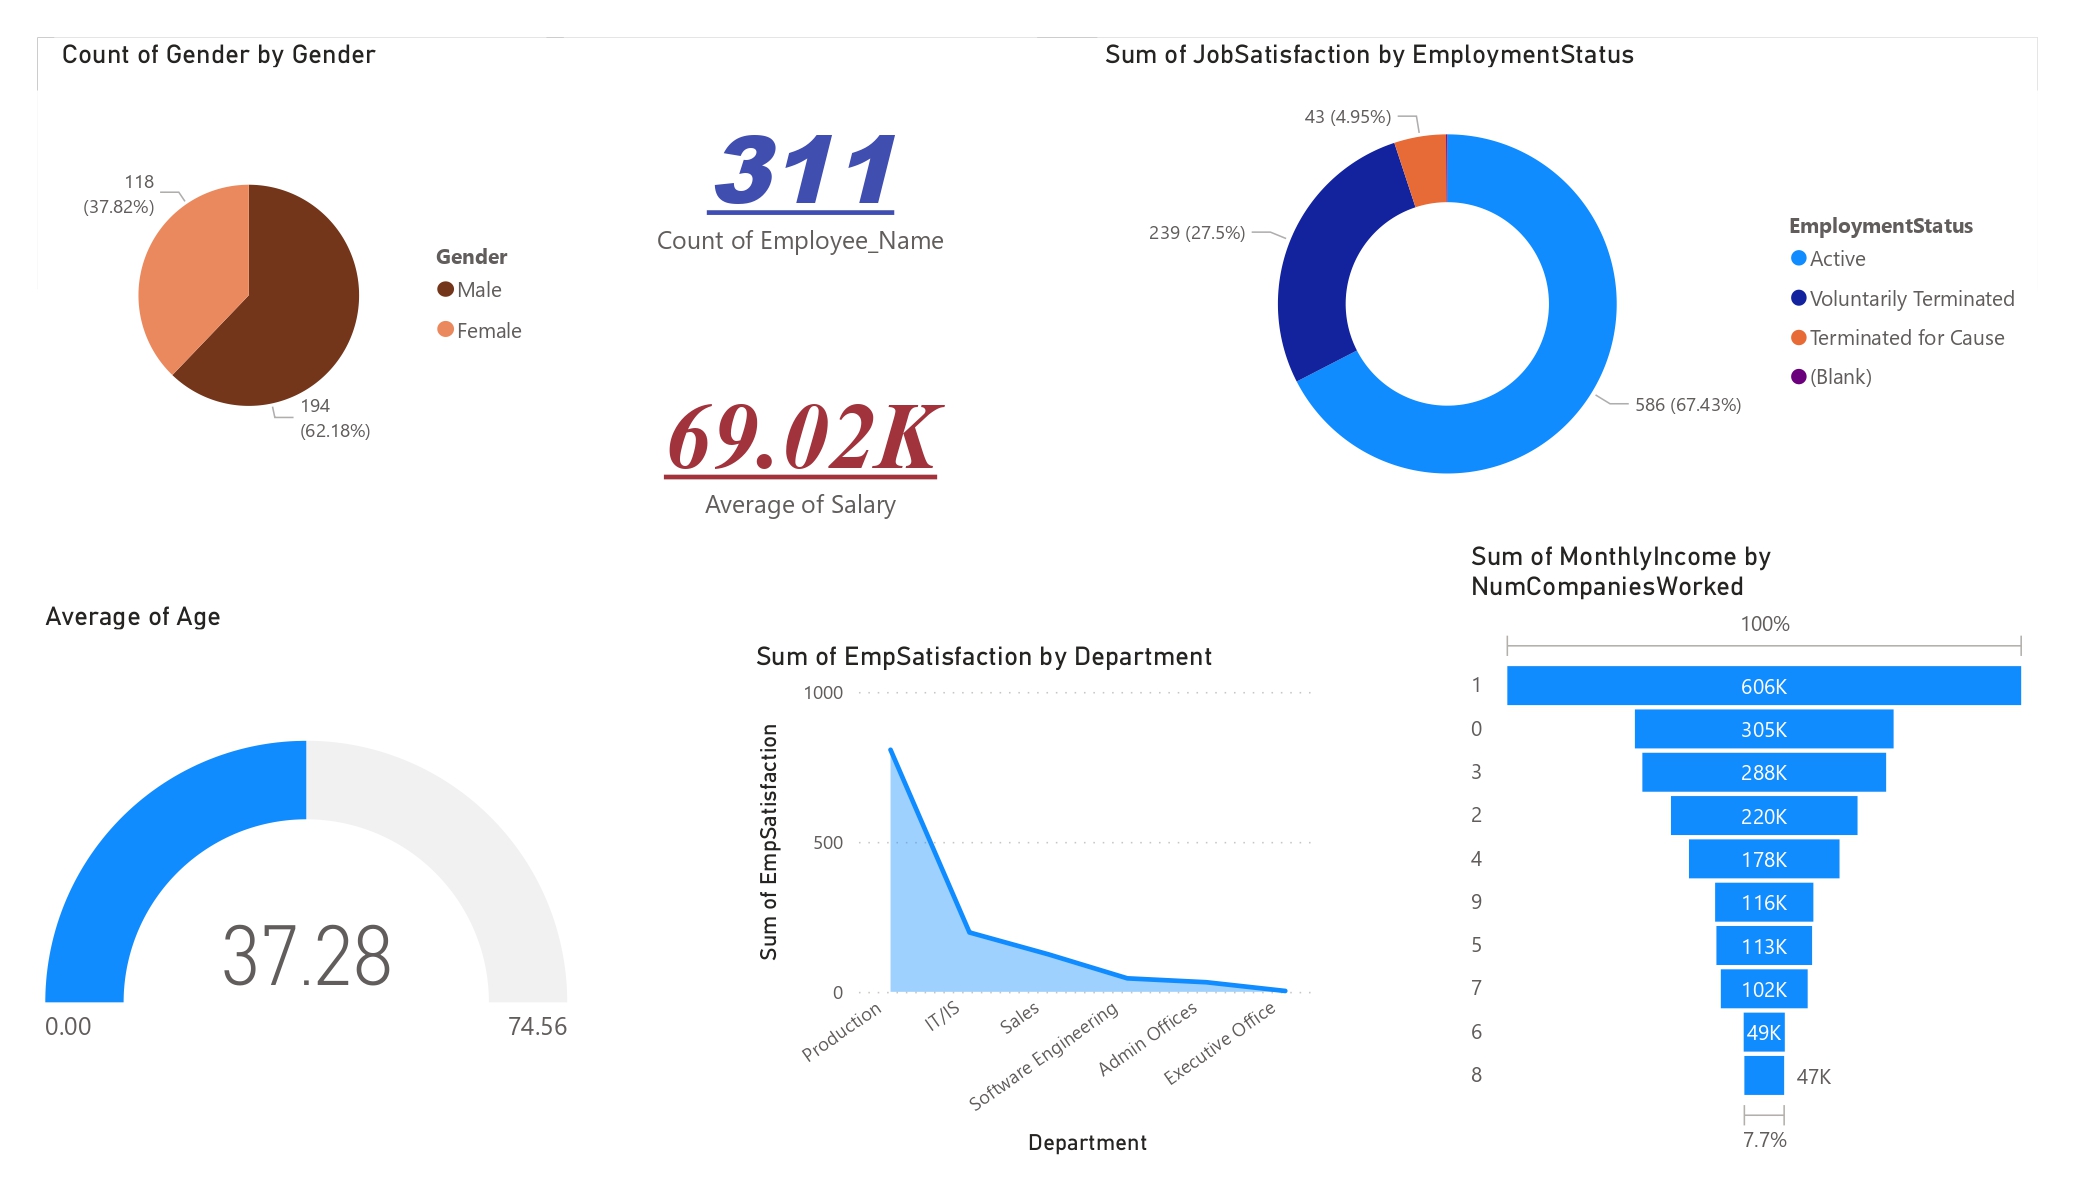 Count of Gender by Gender
118
(37.82%)
194
(62.18%)
Gender
Male
Female
311
Count of Employee_Name
69.02K
Average of Salary
Sum of JobSatisfaction by EmploymentStatus
43 (4.95%)
239 (27.5%)
586 (67.43%)
EmploymentStatus
Active
Voluntarily Terminated
Terminated for Cause
(Blank)
Average of Age
37.28
0.00
74.56
Sum of EmpSatisfaction by Department
Sum of EmpSatisfaction
1000
500
0
Production
IT/IS
Sales
Software Engineering
Admin Offices
Executive Office
Department
Sum of MonthlyIncome by
NumCompaniesWorked
100%
1 606K
0 305K
3 288K
2 220K
4 178K
9 116K
5 113K
7 102K
6 49K
8 47K
7.7%